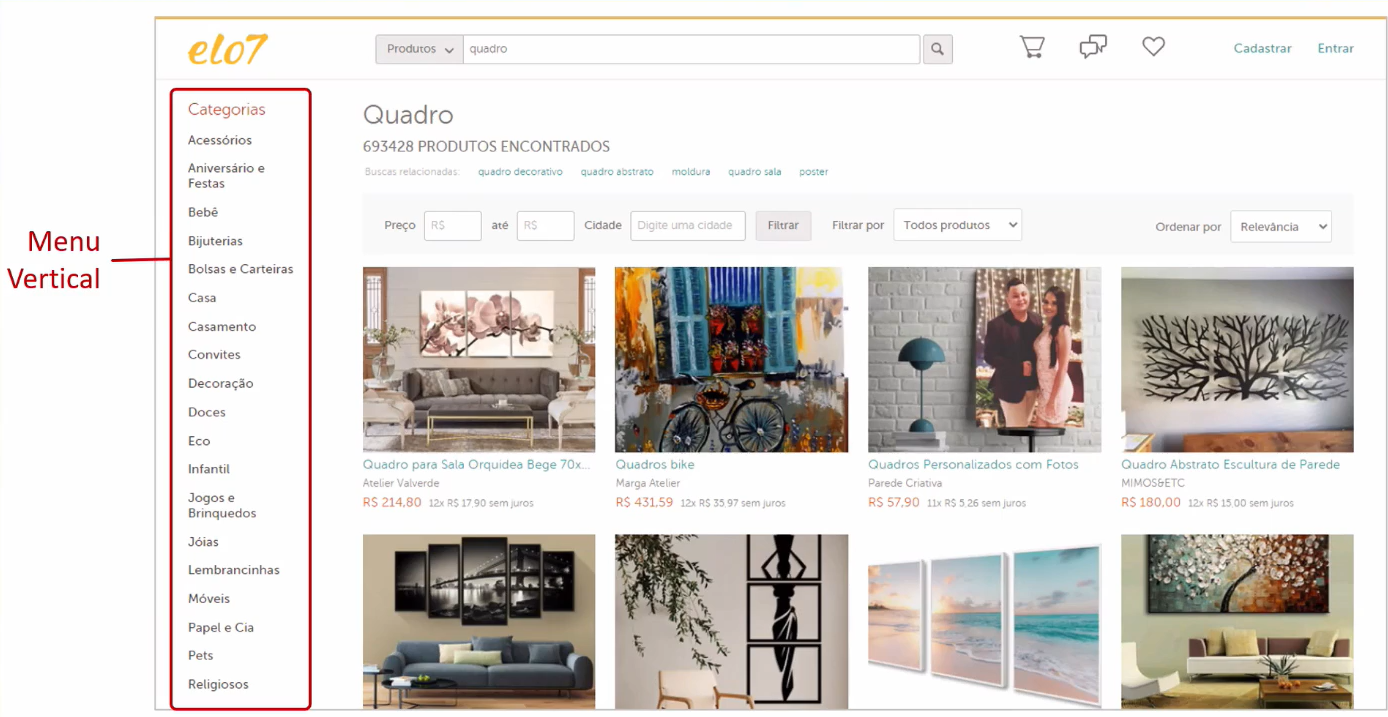 elo7
Produtos
quadro
Cadastrar
Entrar
Menu
Vertical
Categorias
Acessórios
Aniversário e
Festas
Bebê
Bijuterias
Bolsas e Carteiras
Casa
Casamento
Convites
Decoração
Doces
Eco
Infantil
Jogos e
Brinquedos
Jóias
Lembrancinhas
Móveis
Papel e Cia
Pets
Religiosos
Quadro
693428 PRODUTOS ENCONTRADOS
Buscas relacionadas: quadro decorativo quadro abstrato moldura quadro sala poster
Preço R$ até R$ Cidade Digite uma cidade Filtrar Filtrar por Todos produtos Ordenar por Relevância
Quadro para Sala Orquidea Bege 70x...
Atelier Valverde
R$ 214,80 12x R$ 17,90 sem juros
Quadros bike
Marga Atelier
R$ 431,59 12x R$ 35,97 sem juros
Quadros Personalizados com Fotos
Parede Criativa
R$ 57,90 11x R$ 5,26 sem juros
Quadro Abstrato Escultura de Parede
MIMOS&ETC
R$ 180,00 12x R$ 15,00 sem juros